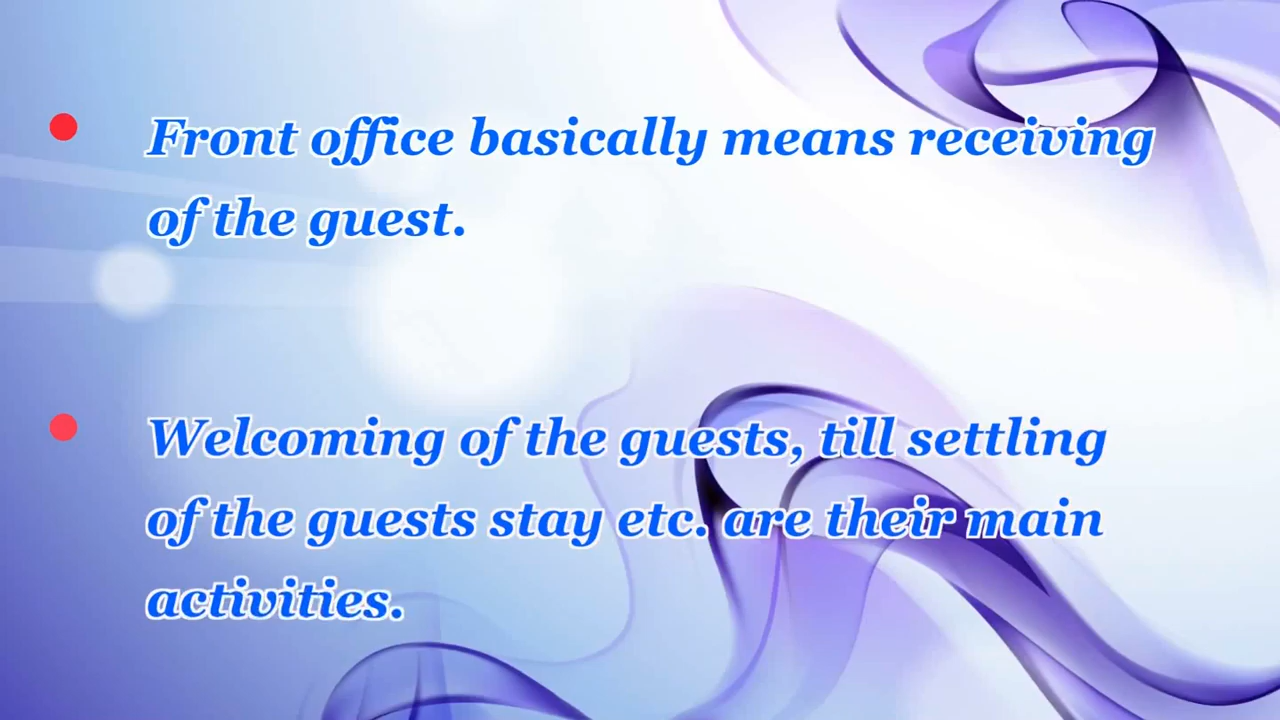 Front office basically means receiving
of the guest.
Welcoming of the guests, till settling
of the guests stay etc. are their main
activities.